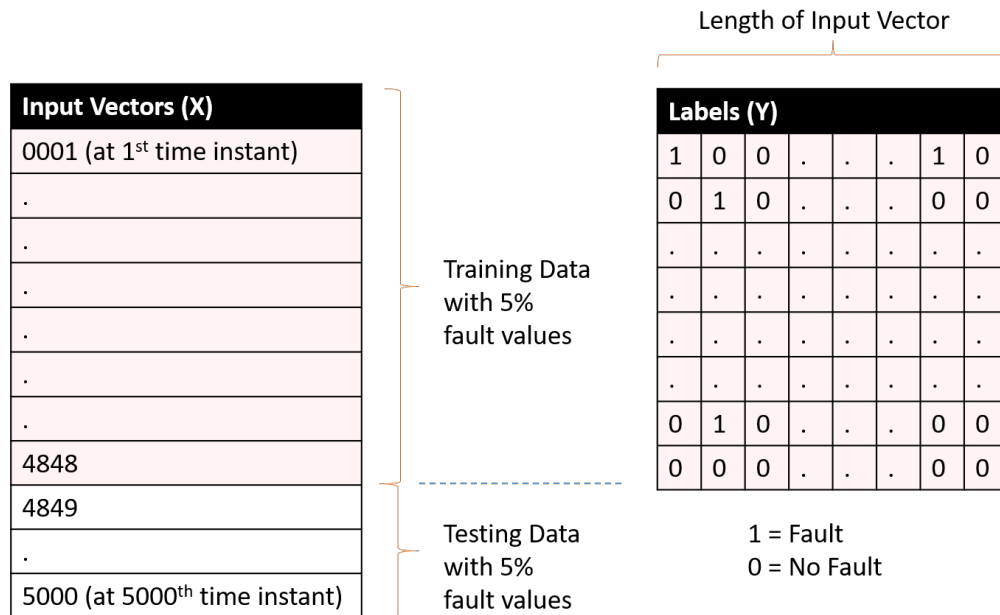 Length of Input Vector
Input Vectors (X)
0001 (at 1st time instant)
.
.
.
.
.
.
4848
4849
.
5000 (at 5000th time instant)
Training Data
with 5%
fault values
Testing Data
with 5%
fault values
Labels (Y)
1 0 0 . . . 1 0
0 1 0 . . . 0 0
. . . . . . . .
. . . . . . . .
. . . . . . . .
. . . . . . . .
0 1 0 . . . 0 0
0 0 0 . . . 0 0
1 = Fault
0 = No Fault